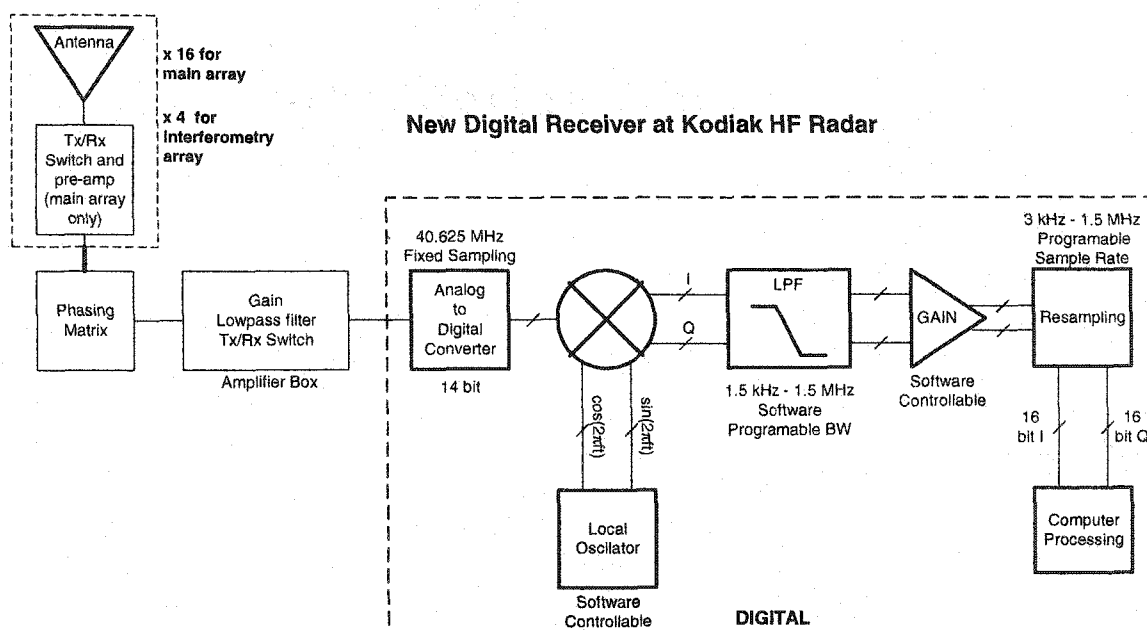 Antenna
x 16 for
main array
x 4 for
Interferometry
array
Tx/Rx
Switch and
pre-amp
(main array
only)
New Digital Receiver at Kodiak HF Radar
Phasing
Matrix
Gain
Lowpass filter
Tx/Rx Switch
Amplifier Box
40.625 MHz
Fixed Sampling
Analog
to
Digital
Converter
14 bit
I
Q
cos(2πft)
sin(2πft)
Local
Oscilator
Software
Controllable
LPF
1.5 kHz - 1.5 MHz
Software
Programable BW
GAIN
Software
Controllable
3 kHz - 1.5 MHz
Programable
Sample Rate
Resampling
16
bit I
16
bit Q
Computer
Processing
DIGITAL